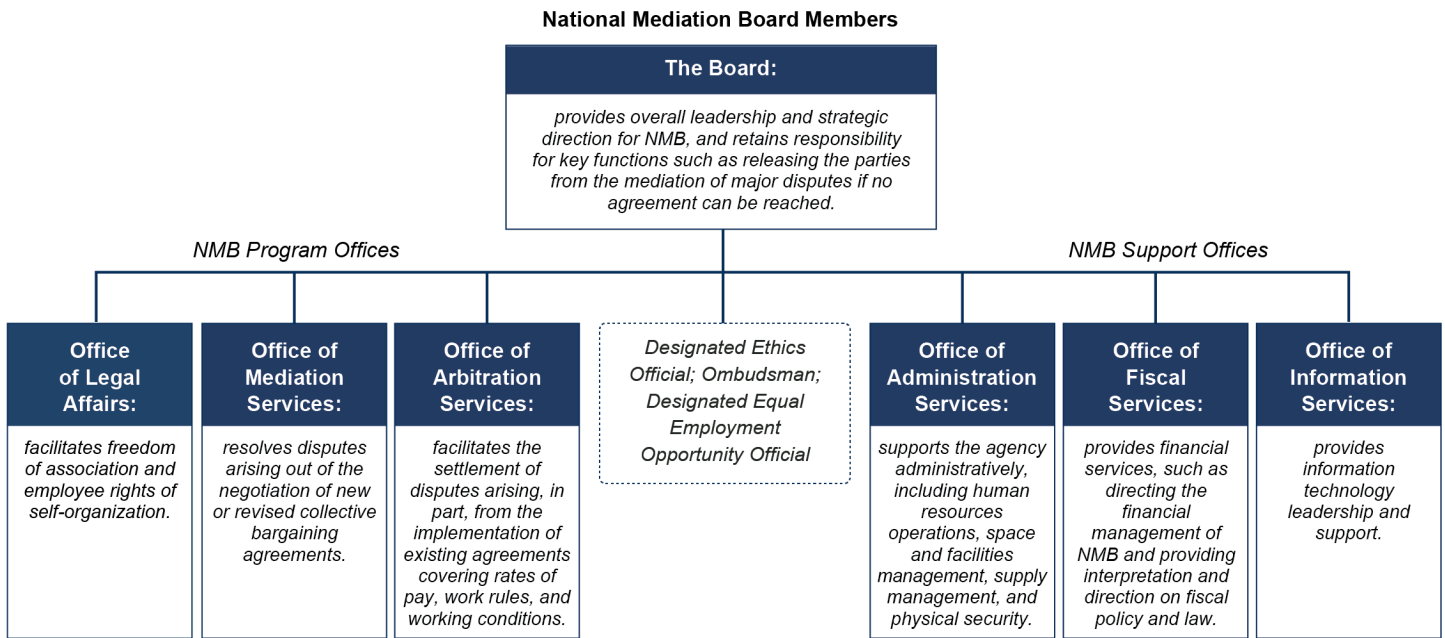 National Mediation Board Members
The Board:
provides overall leadership and strategic
direction for NMB, and retains responsibility
for key functions such as releasing the parties
from the mediation of major disputes if no
agreement can be reached.
NMB Program Offices
NMB Support Offices
Office
of Legal
Affairs:
facilitates freedom
of association and
employee rights of
self-organization.
Office of
Mediation
Services:
resolves disputes
arising out of the
negotiation of new
or revised collective
bargaining
agreements.
Office of
Arbitration
Services:
facilitates the
settlement of
disputes arising, in
part, from the
implementation of
existing agreements
covering rates of
pay, work rules, and
working conditions.
Designated Ethics
Official; Ombudsman;
Designated Equal
Employment
Opportunity Official
Office of
Administration
Services:
supports the agency
administratively,
including human
resources
operations, space
and facilities
management, supply
management, and
physical security.
Office of
Fiscal
Services:
provides financial
services, such as
directing the
financial
management of
NMB and providing
interpretation and
direction on fiscal
policy and law.
Office of
Information
Services:
provides
information
technology
leadership and
support.